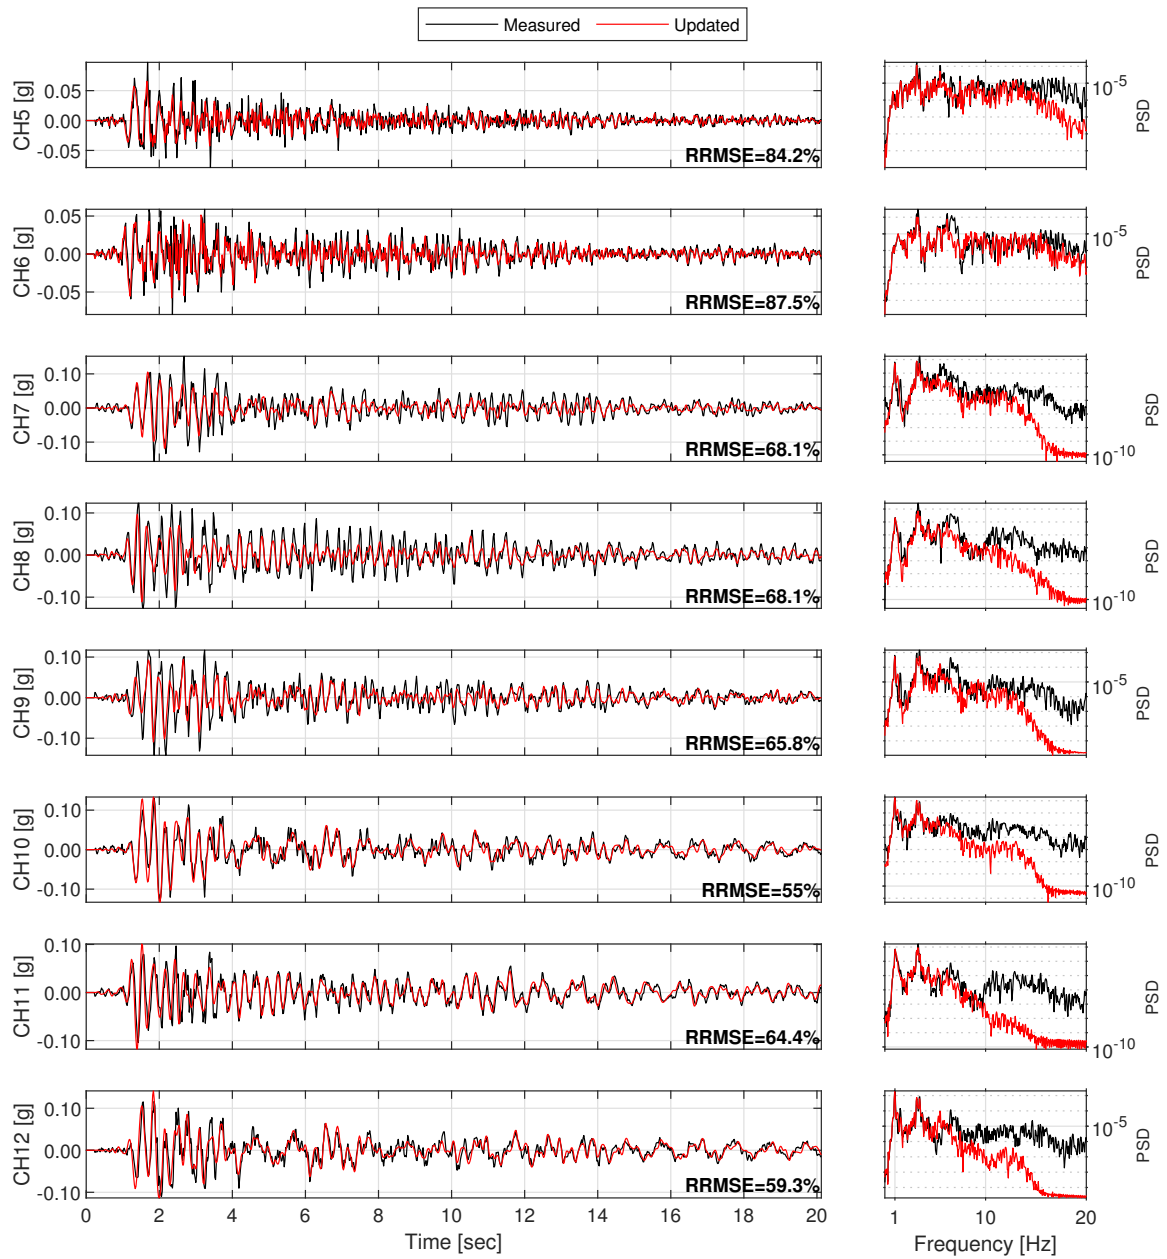 Measured Updated
CH5 [g]
0.05
0.00
-0.05
RRMSE=84.2%
10^-5
PSD
CH6 [g]
0.05
0.00
-0.05
RRMSE=87.5%
10^-5
PSD
CH7 [g]
0.10
0.00
-0.10
RRMSE=68.1%
10^-10
PSD
CH8 [g]
0.10
0.00
-0.10
RRMSE=68.1%
10^-10
PSD
CH9 [g]
0.10
0.00
-0.10
RRMSE=65.8%
10^-5
PSD
CH10 [g]
0.10
0.00
-0.10
RRMSE=55%
10^-10
PSD
CH11 [g]
0.10
0.00
-0.10
RRMSE=64.4%
10^-10
PSD
CH12 [g]
0.10
0.00
-0.10
RRMSE=59.3%
10^-5
PSD
0 2 4 6 8 10 12 14 16 18 20
1 10 20
Time [sec]
Frequency [Hz]